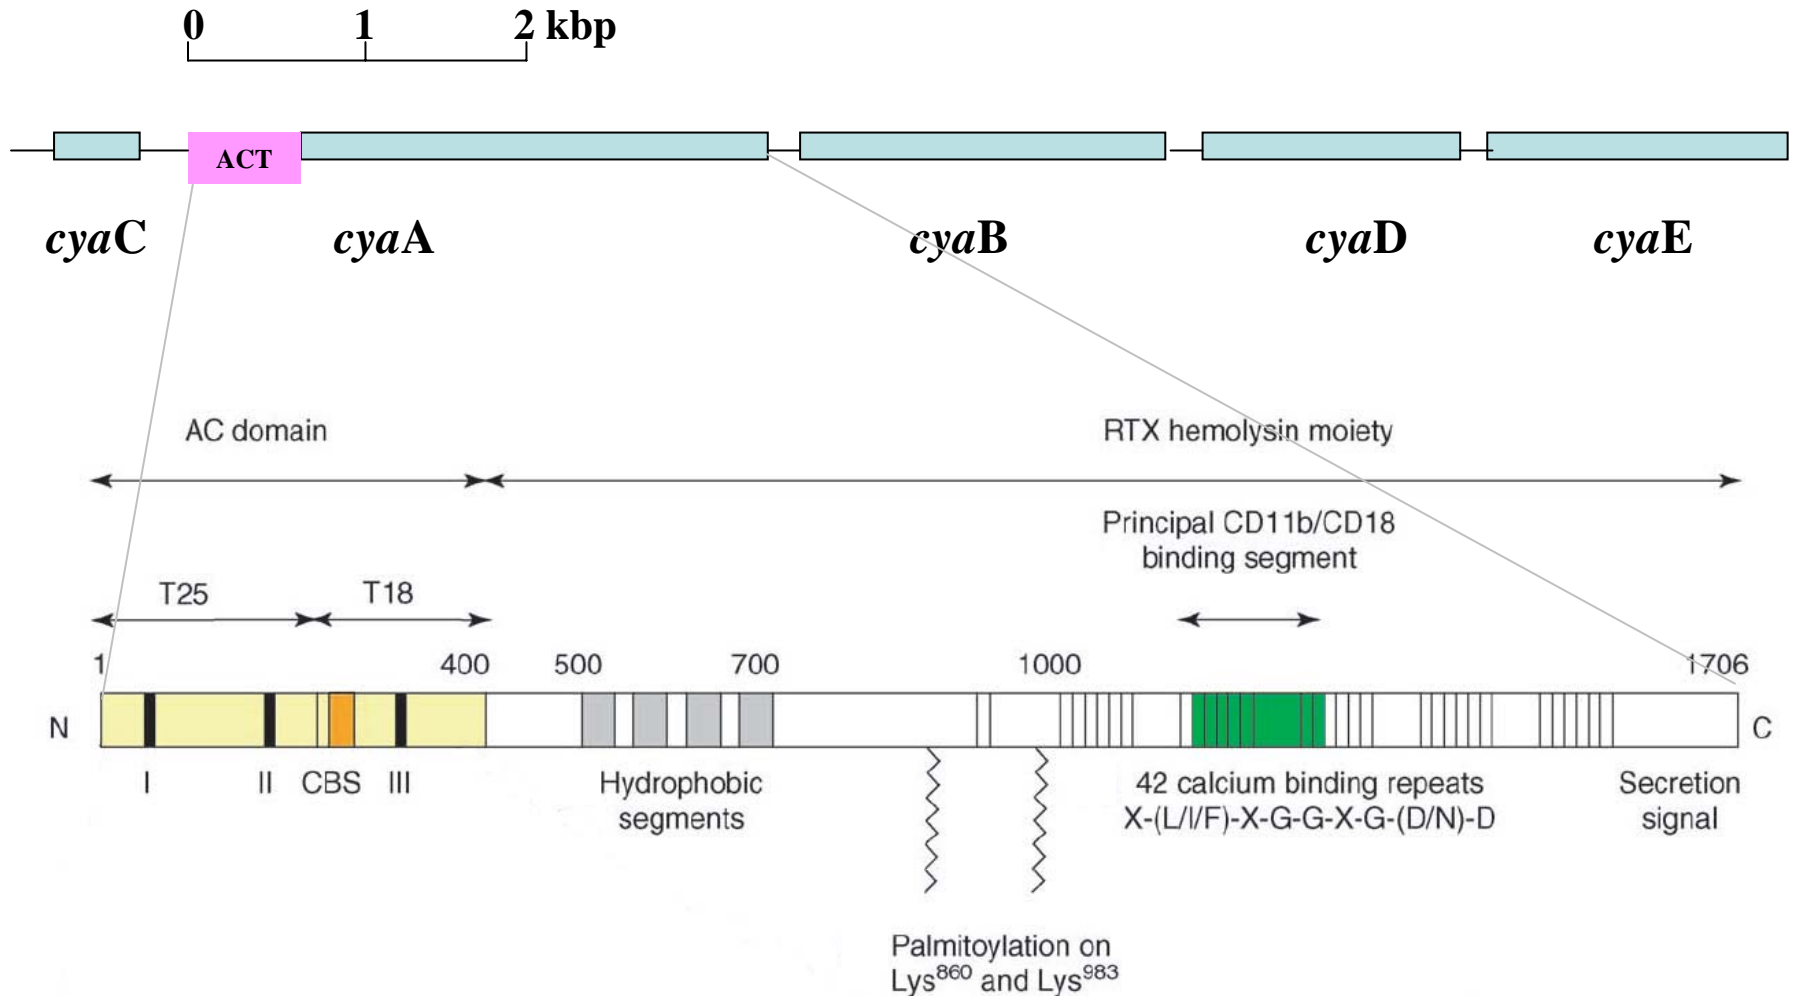 0 1 2 kbp
ACT
cyaC cyaA cyaB cyaD cyaE
AC domain RTX hemolysin moiety
Principal CD11b/CD18
binding segment
T25 T18
1 400 500 700 1000 1706
N C
I II CBS III Hydrophobic 42 calcium binding repeats Secretion
segments X-(L/I/F)-X-G-G-X-G-(D/N)-D signal
Palmitoylation on
Lys860 and Lys983